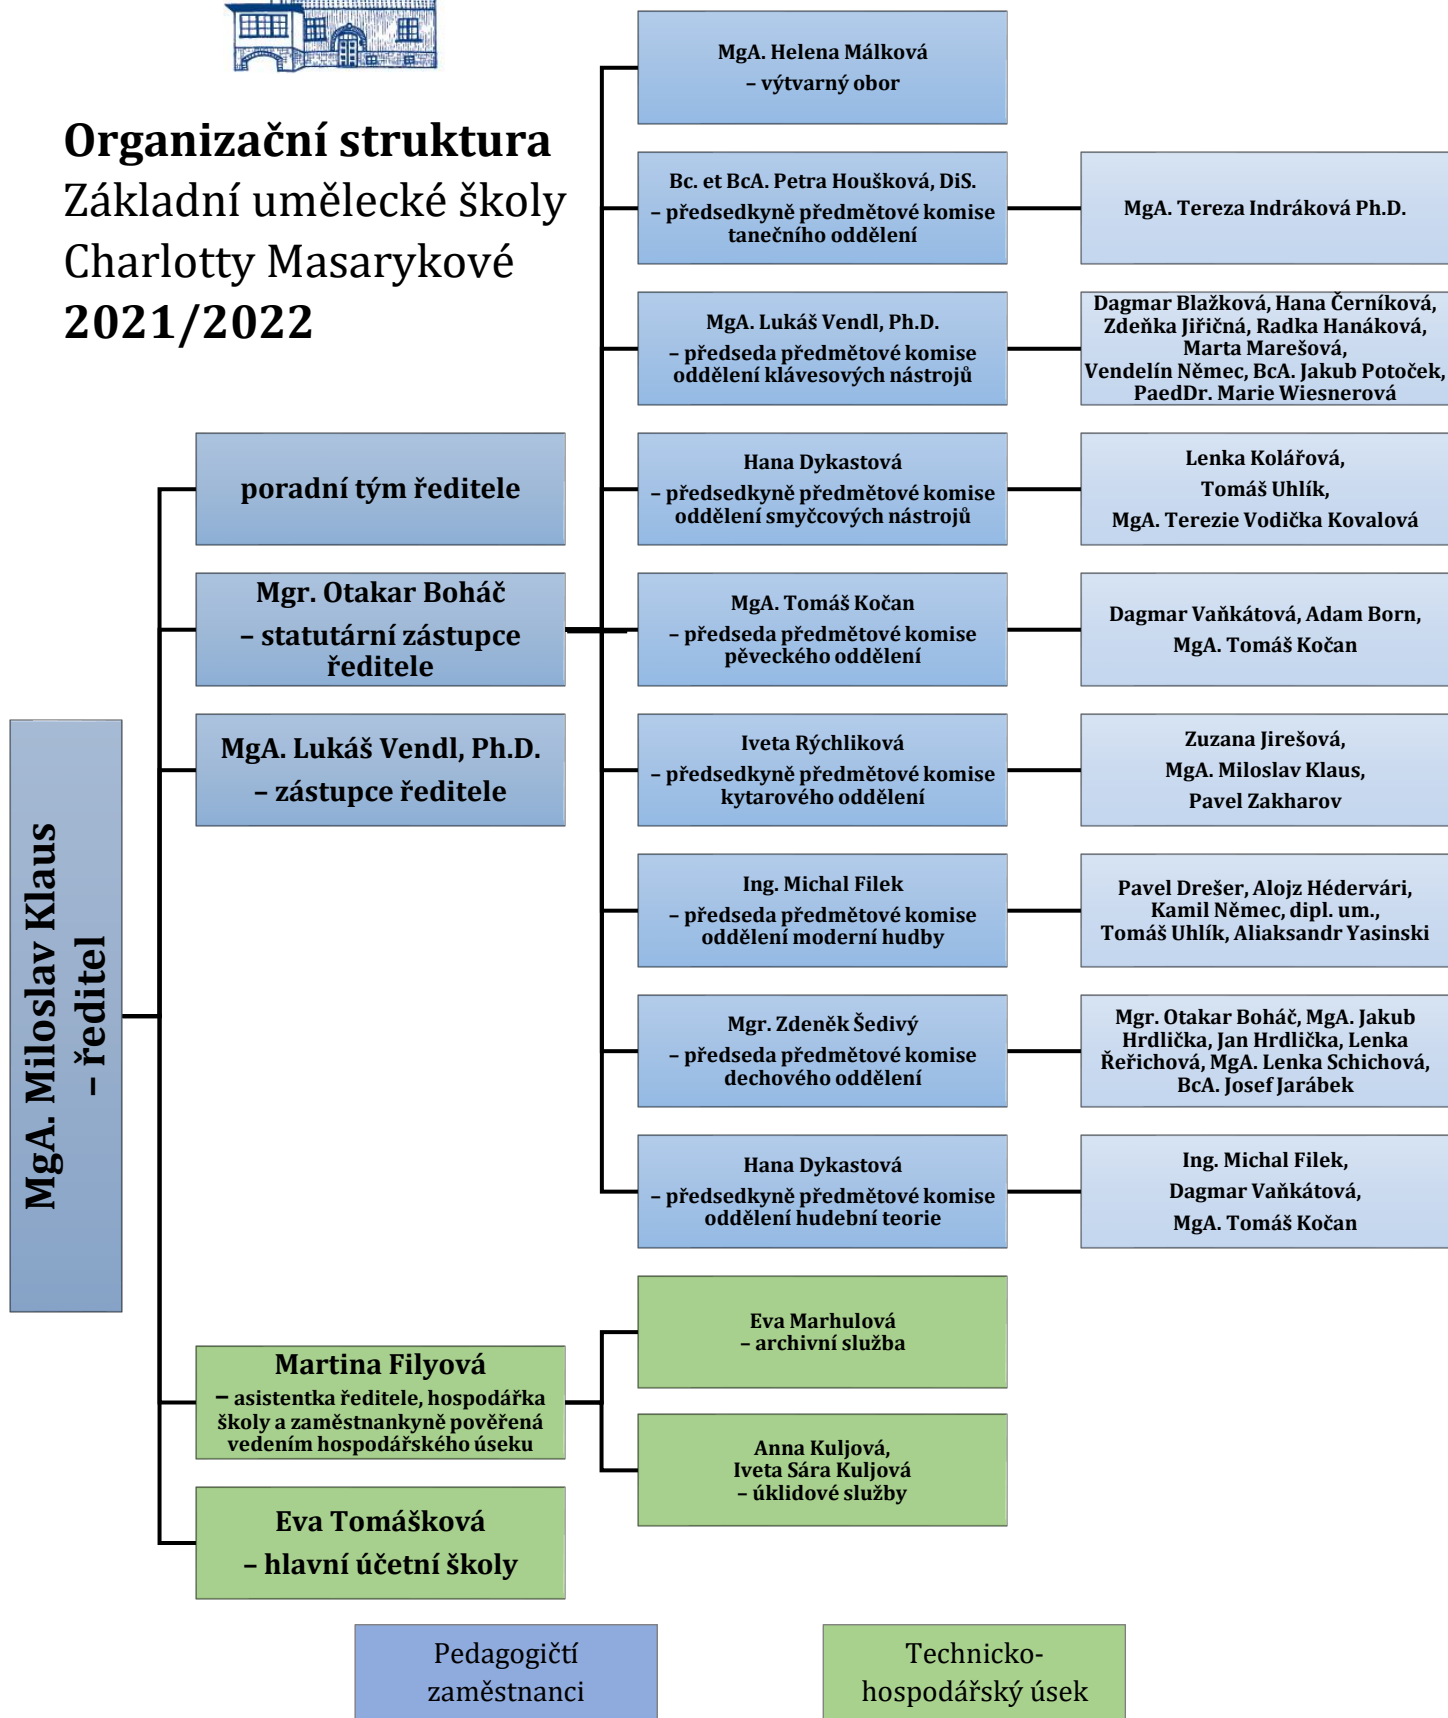 Organizační struktura
Základní umělecké školy
Charlotty Masarykové
2021/2022
MgA. Miloslav Klaus
– ředitel
poradní tým ředitele
Mgr. Otakar Boháč
– statutární zástupce
ředitele
MgA. Lukáš Vendl, Ph.D.
– zástupce ředitele
MgA. Helena Málková
– výtvarný obor
Bc. et BcA. Petra Houšková, DiS.
– předsedkyně předmětové komise
tanečního oddělení
MgA. Tereza Indráková Ph.D.
MgA. Lukáš Vendl, Ph.D.
– předseda předmětové komise
oddělení klávesových nástrojů
Dagmar Blažková, Hana Černíková,
Zdeňka Jiřičná, Radka Hanáková,
Marta Marešová,
Vendelín Němec, BcA. Jakub Potoček,
PaedDr. Marie Wiesnerová
Hana Dykastová
– předsedkyně předmětové komise
oddělení smyčcových nástrojů
Lenka Kolářová,
Tomáš Uhlík,
MgA. Terezie Vodička Kovalová
MgA. Tomáš Kočan
– předseda předmětové komise
pěveckého oddělení
Dagmar Vaňkátová, Adam Born,
MgA. Tomáš Kočan
Iveta Rýchliková
– předsedkyně předmětové komise
kytarového oddělení
Zuzana Jirešová,
MgA. Miloslav Klaus,
Pavel Zakharov
Ing. Michal Filek
– předseda předmětové komise
oddělení moderní hudby
Pavel Drešer, Alojz Hédervári,
Kamil Němec, dipl. um.,
Tomáš Uhlík, Aliaksandr Yasinski
Mgr. Zdeněk Šedivý
– předseda předmětové komise
dechového oddělení
Mgr. Otakar Boháč, MgA. Jakub
Hrdlička, Jan Hrdlička, Lenka
Řeřichová, MgA. Lenka Schichová,
BcA. Josef Jarábek
Hana Dykastová
– předsedkyně předmětové komise
oddělení hudební teorie
Ing. Michal Filek,
Dagmar Vaňkátová,
MgA. Tomáš Kočan
Martina Filyová
– asistentka ředitele, hospodářka
školy a zaměstnankyně pověřená
vedením hospodářského úseku
Eva Marhulová
– archivní služba
Anna Kuljová,
Iveta Sára Kuljová
– úklidové služby
Eva Tomášková
– hlavní účetní školy
Pedagogičtí
zaměstnanci
Technicko-
hospodářský úsek